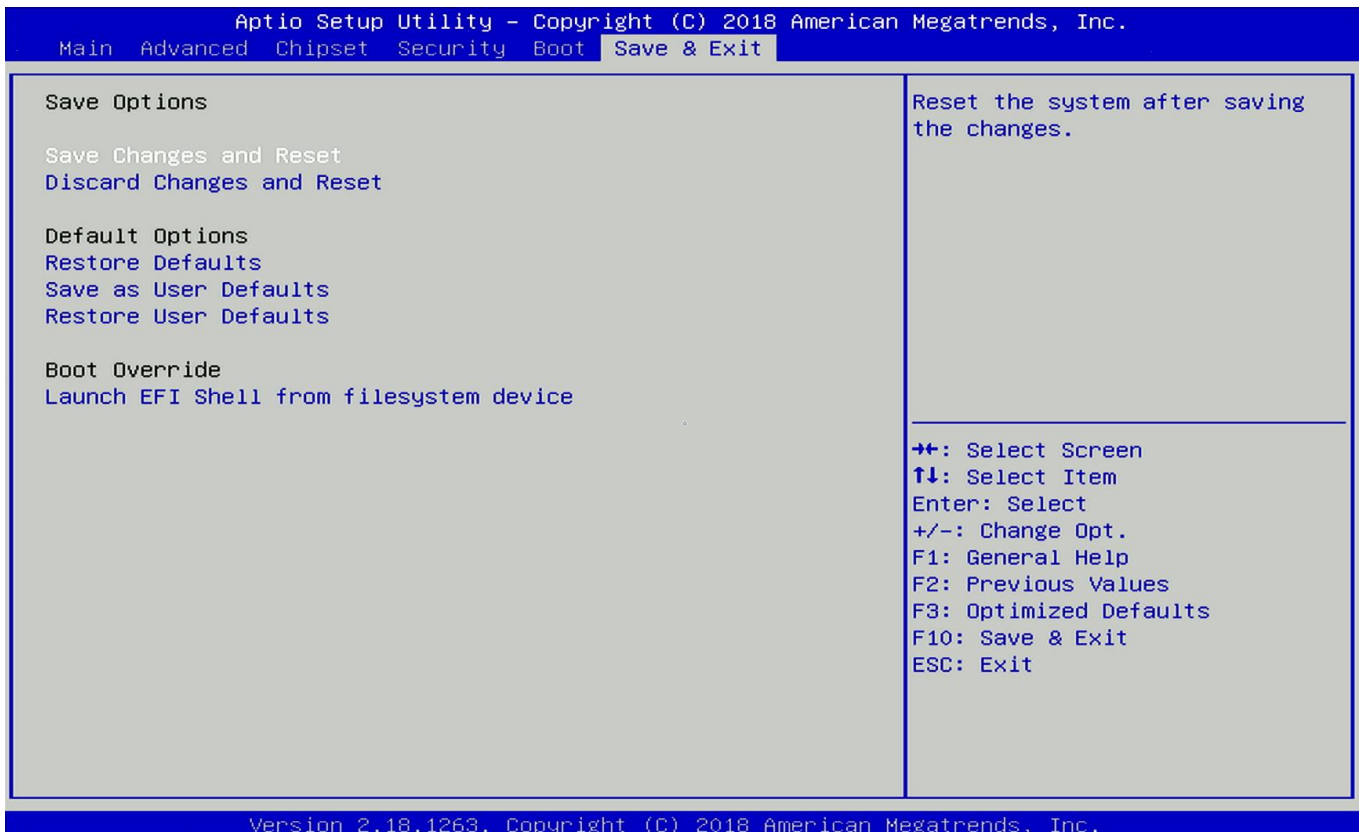 Aptio Setup Utility – Copyright (C) 2018 American Megatrends, Inc.
Main Advanced Chipset Security Boot Save & Exit
Save Options
Save Changes and Reset
Discard Changes and Reset
Default Options
Restore Defaults
Save as User Defaults
Restore User Defaults
Boot Override
Launch EFI Shell from filesystem device
Reset the system after saving
the changes.
→←: Select Screen
↑↓: Select Item
Enter: Select
+/-: Change Opt.
F1: General Help
F2: Previous Values
F3: Optimized Defaults
F10: Save & Exit
ESC: Exit
Version 2.18.1263. Copyright (C) 2018 American Megatrends, Inc.